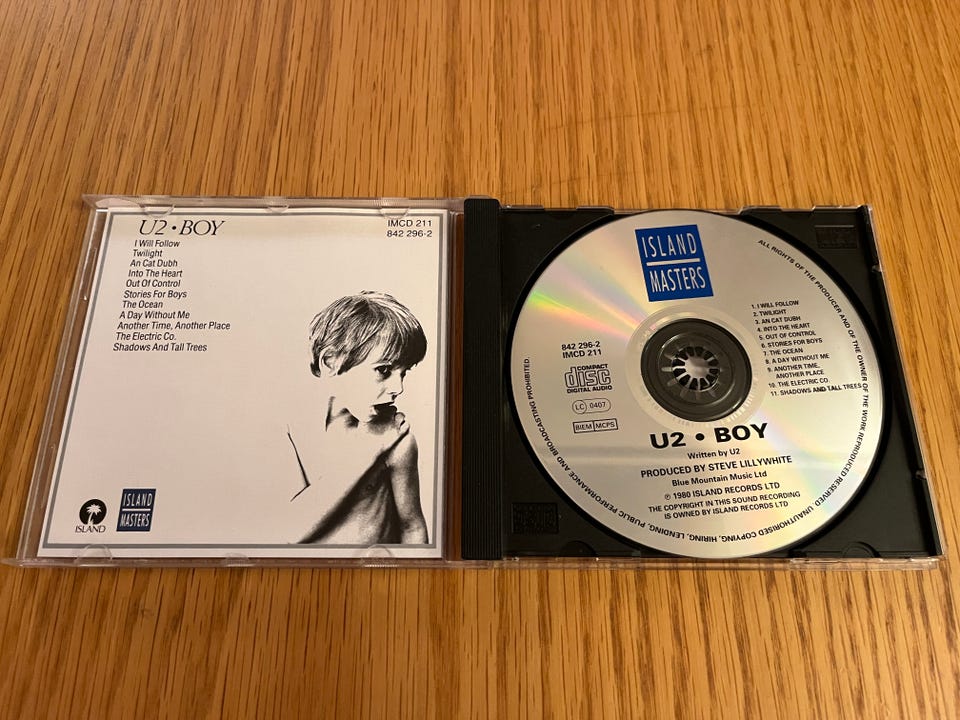 U2 • BOY
IMCD 211
842 296-2
I Will Follow
Twilight
An Cat Dubh
Into The Heart
Out Of Control
Stories For Boys
The Ocean
A Day Without Me
Another Time, Another Place
The Electric Co.
Shadows And Tall Trees
ISLAND
ISLAND
MASTERS
ISLAND
MASTERS
ALL RIGHTS OF THE PRODUCER AND OF THE OWNER OF THE WORK REPRODUCED RESERVED. UNAUTHORISED COPYING, HIRING, LENDING, PUBLIC PERFORMANCE AND BROADCASTING PROHIBITED.
1. I WILL FOLLOW
2. TWILIGHT
3. AN CAT DUBH
4. INTO THE HEART
5. OUT OF CONTROL
6. STORIES FOR BOYS
7. THE OCEAN
8. A DAY WITHOUT ME
9. ANOTHER TIME,
ANOTHER PLACE
10. THE ELECTRIC CO.
11. SHADOWS AND TALL TREES
842 296-2
IMCD 211
COMPACT
disc
DIGITAL AUDIO
LC 0407
BIEM MCPS
U2 • BOY
Written by U2
PRODUCED BY STEVE LILLYWHITE
Blue Mountain Music Ltd
℗ 1980 ISLAND RECORDS LTD
THE COPYRIGHT IN THIS SOUND RECORDING
IS OWNED BY ISLAND RECORDS LTD